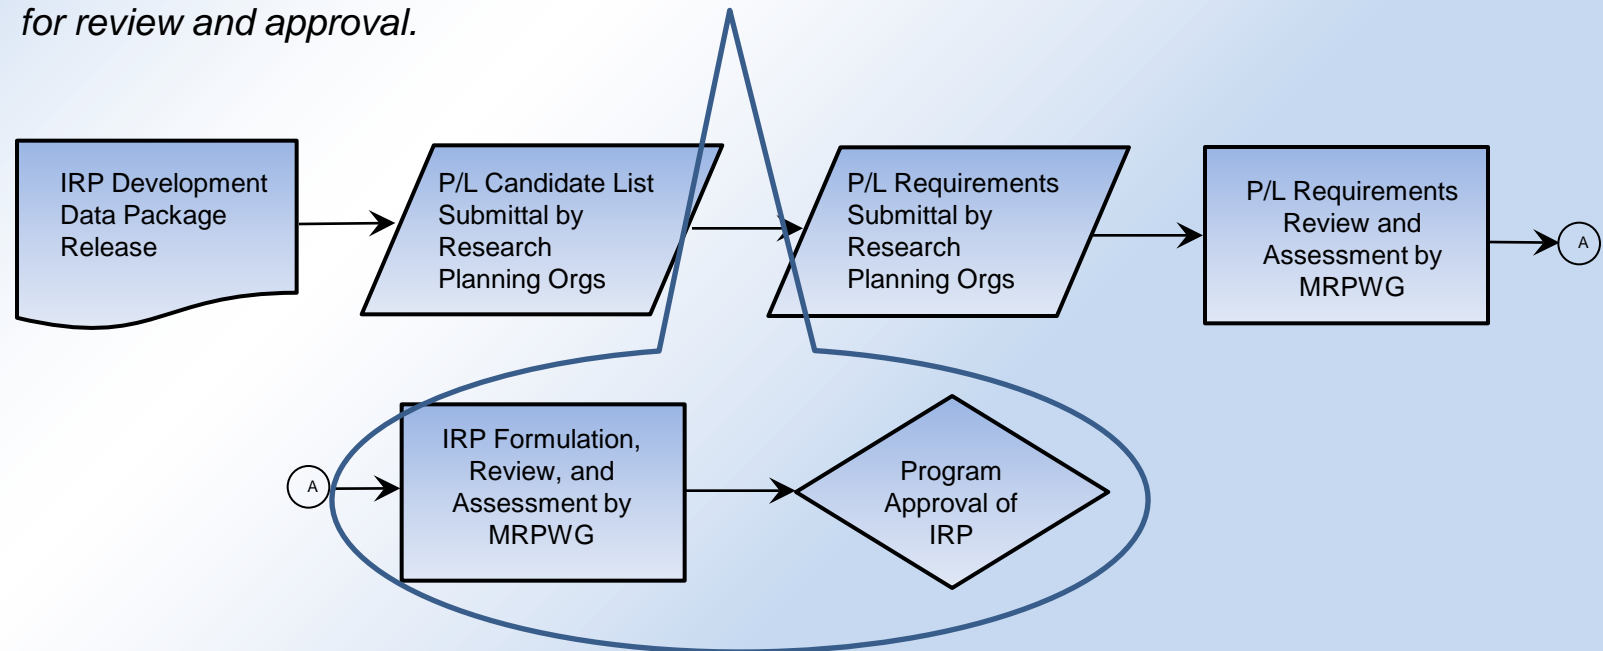 for review and approval.
IRP Development
Data Package
Release
P/L Candidate List
Submittal by
Research
Planning Orgs
P/L Requirements
Submittal by
Research
Planning Orgs
P/L Requirements
Review and
Assessment by
MRPWG
A
A
IRP Formulation,
Review, and
Assessment by
MRPWG
Program
Approval of
IRP